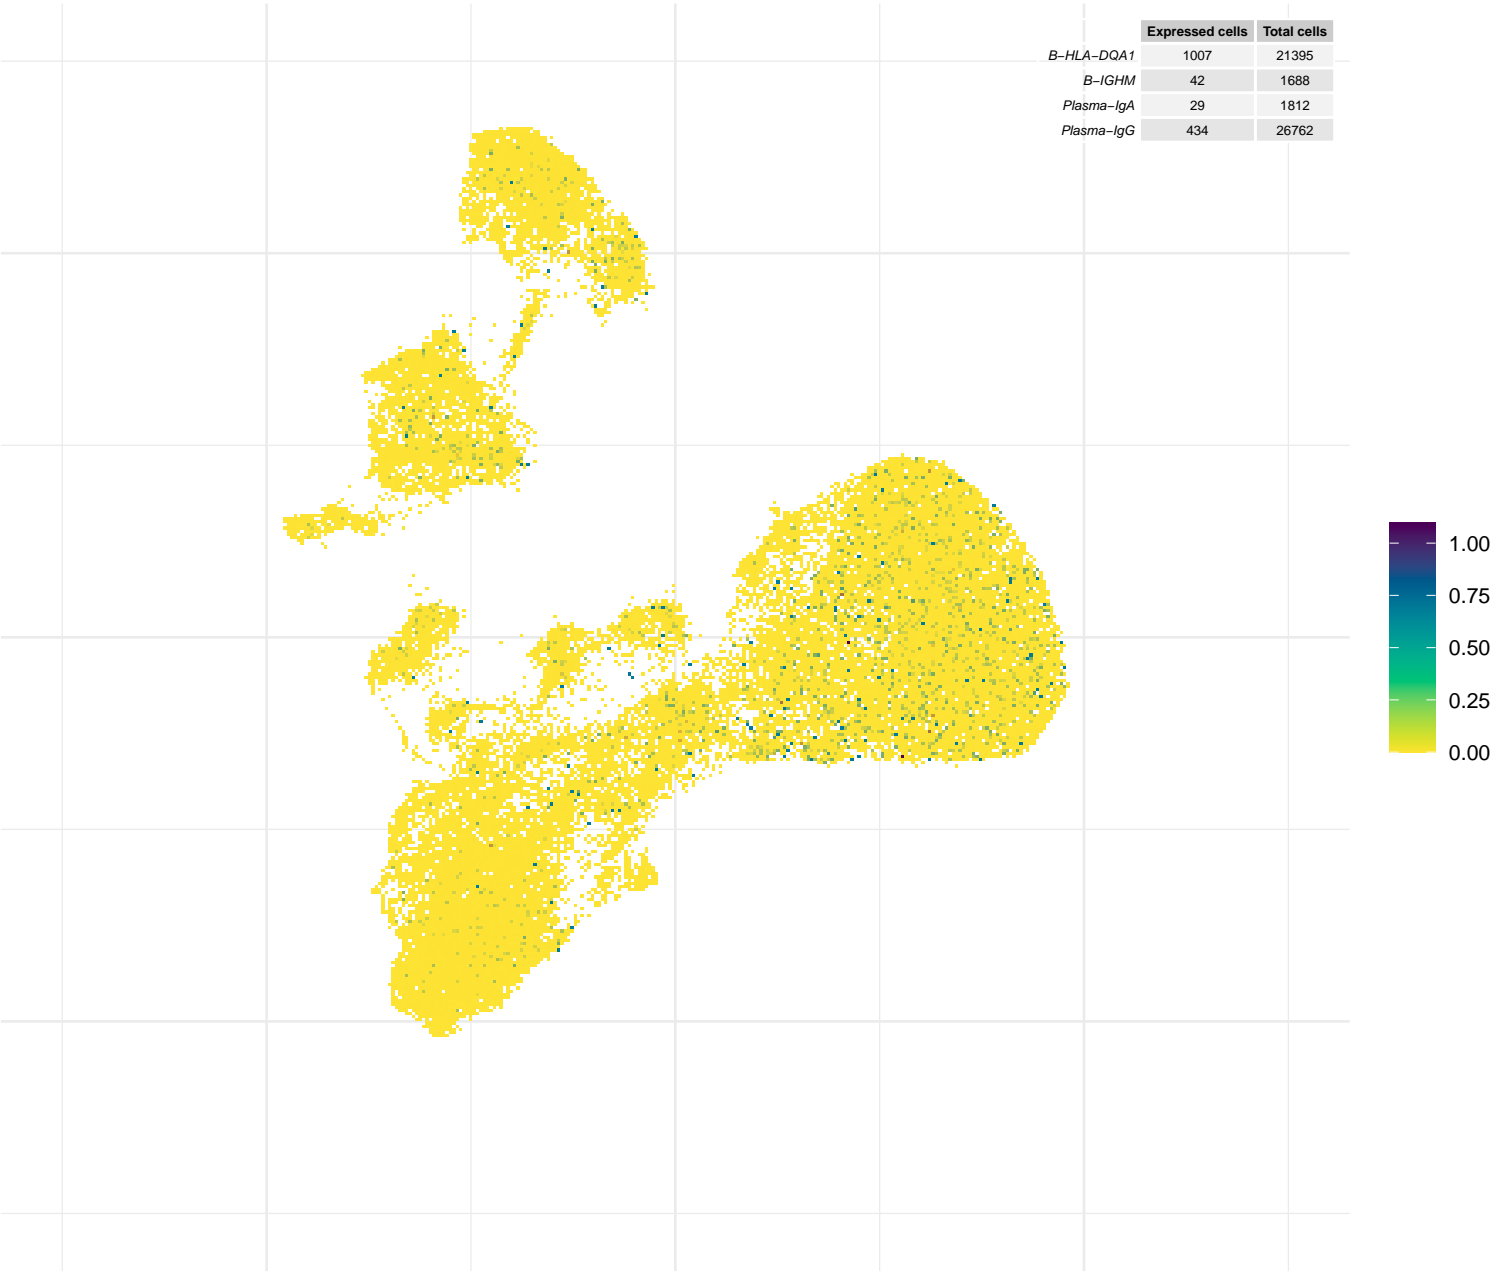 Expressed cells Total cells
B−HLA−DQA1 1007 21395
B−IGHM 42 1688
Plasma−IgA 29 1812
Plasma−IgG 434 26762
1.00
0.75
0.50
0.25
0.00